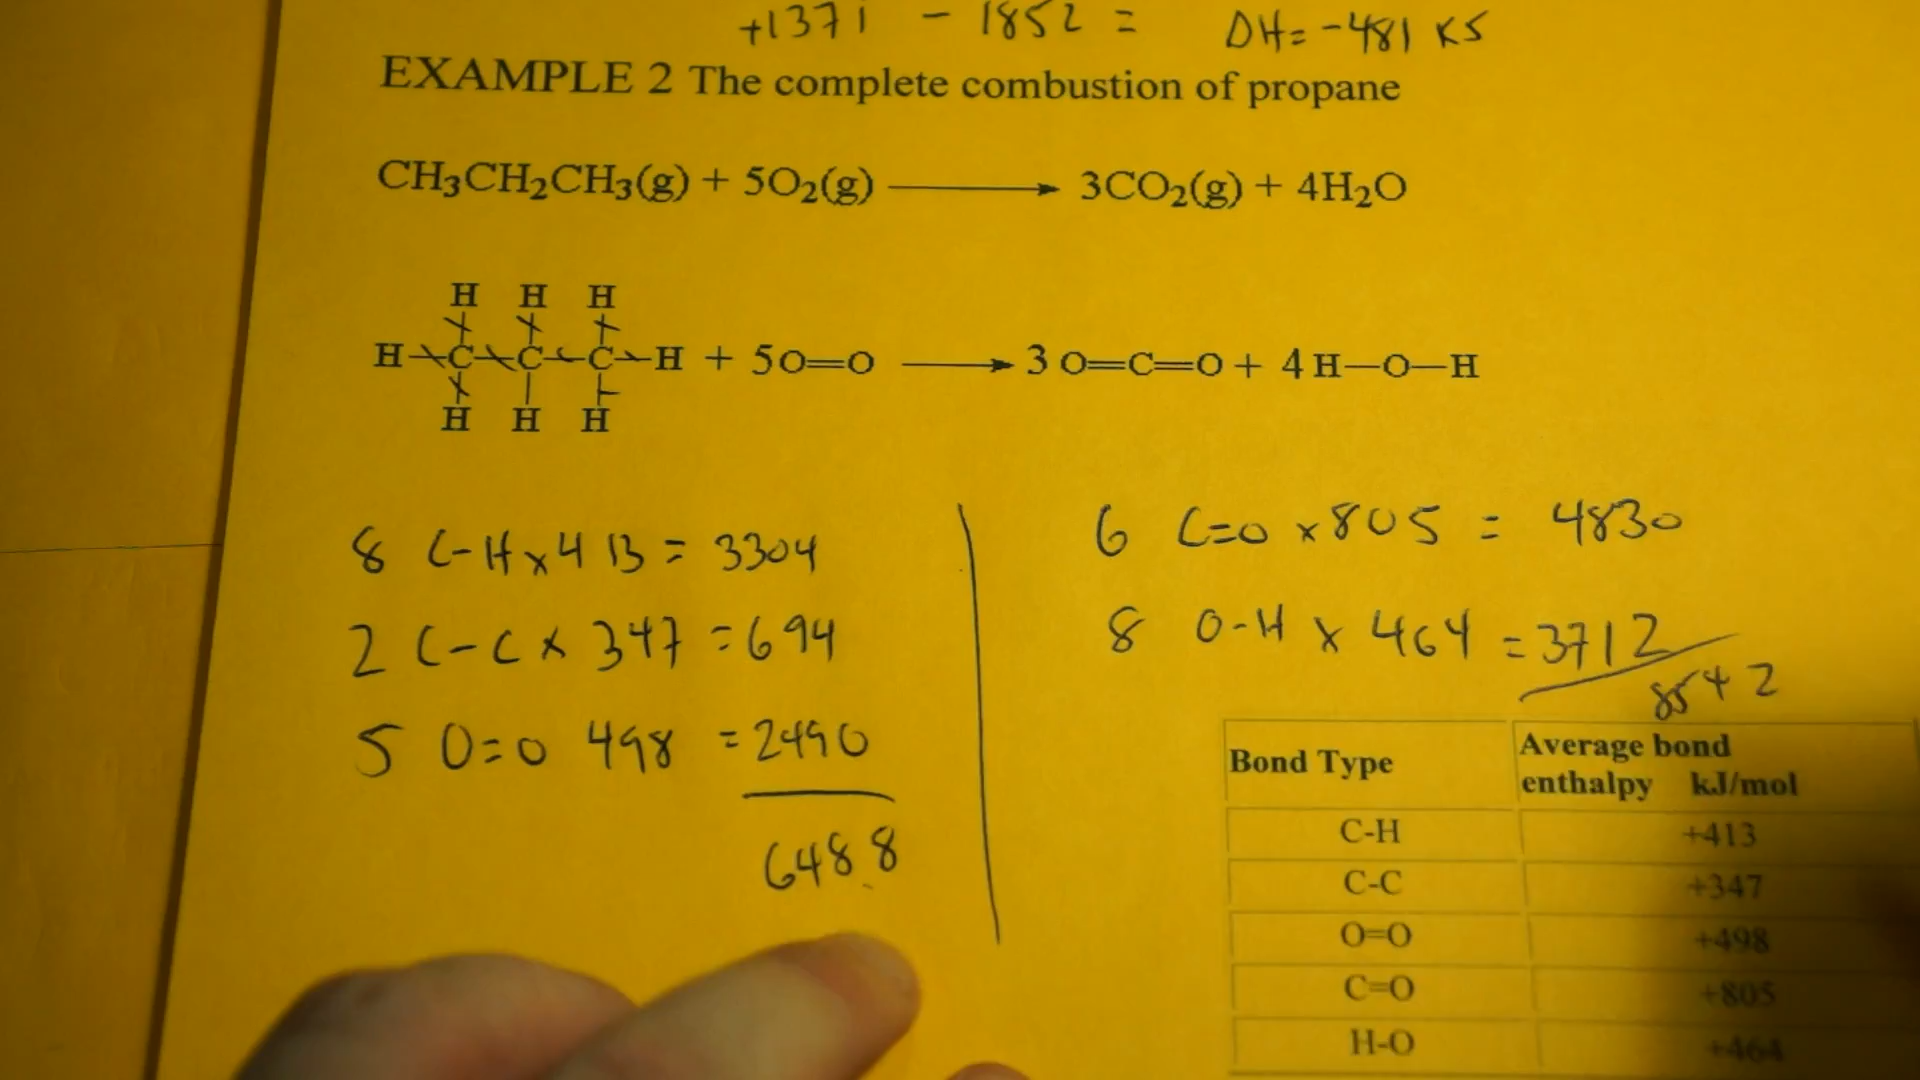 +1371 - 1852 = DH= -481 KJ
EXAMPLE 2 The complete combustion of propane
CH3CH2CH3(g) + 5O2(g) ⟶ 3CO2(g) + 4H2O
H H H
H—C—C—C—H + 5 O=O ⟶ 3 O=C=O + 4 H—O—H
H H H
8 C-H x 413 = 3304
2 C-C x 347 = 694
5 O=O 498 = 2490
6488
6 C=O x 805 = 4830
8 O-H x 464 = 3712
8542
Bond Type Average bond enthalpy kJ/mol
C-H +413
C-C +347
O=O +498
C=O +805
H-O +464